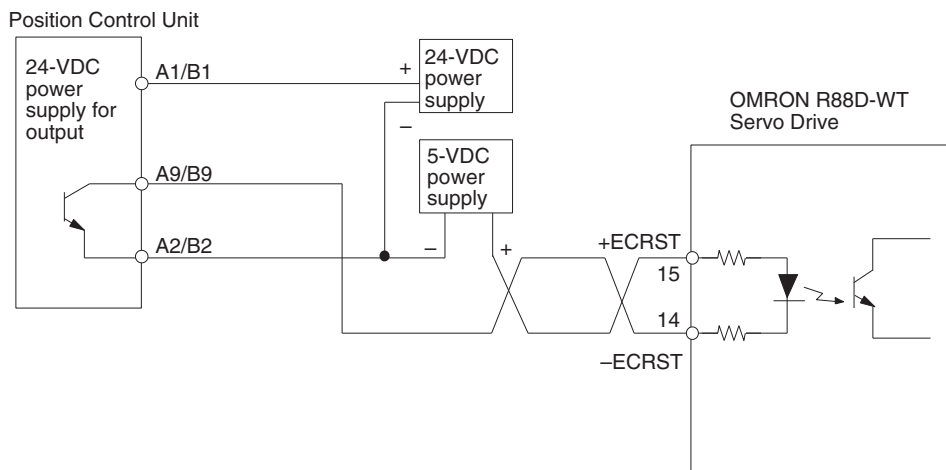 Position Control Unit
24-VDC
power
supply for
output
A1/B1
+
24-VDC
power
supply
–
A9/B9
5-VDC
power
supply
A2/B2
–
+
OMRON R88D-WT
Servo Drive
+ECRST
15
14
–ECRST